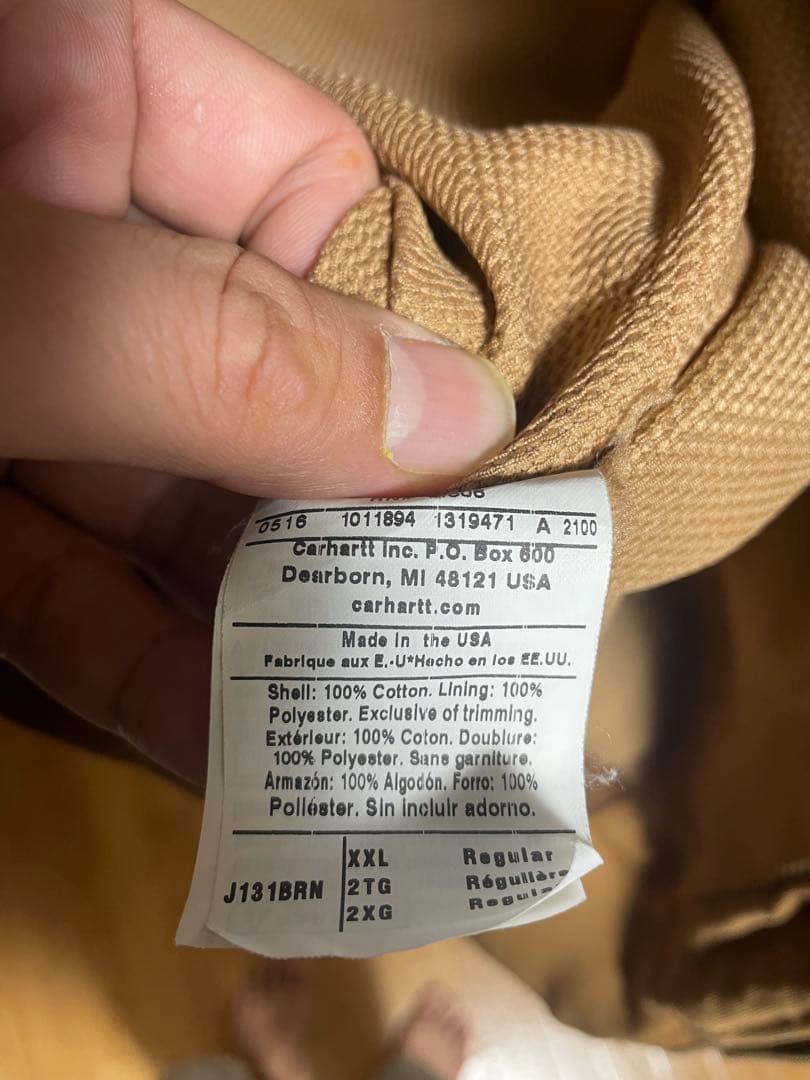 0516 1011894 1319471 A 2100
Carhartt Inc. P.O. Box 600
Dearborn, MI 48121 USA
carhartt.com
Made in the USA
Fabrique aux E.-U*Hecho en los EE.UU.
Shell: 100% Cotton. Lining: 100%
Polyester. Exclusive of trimming.
Extérieur: 100% Coton. Doublure:
100% Polyester. Sans garniture.
Armazón: 100% Algodón. Forro: 100%
Poliéster. Sin incluir adorno.
J131BRN
XXL Regular
2TG Régulière
2XG